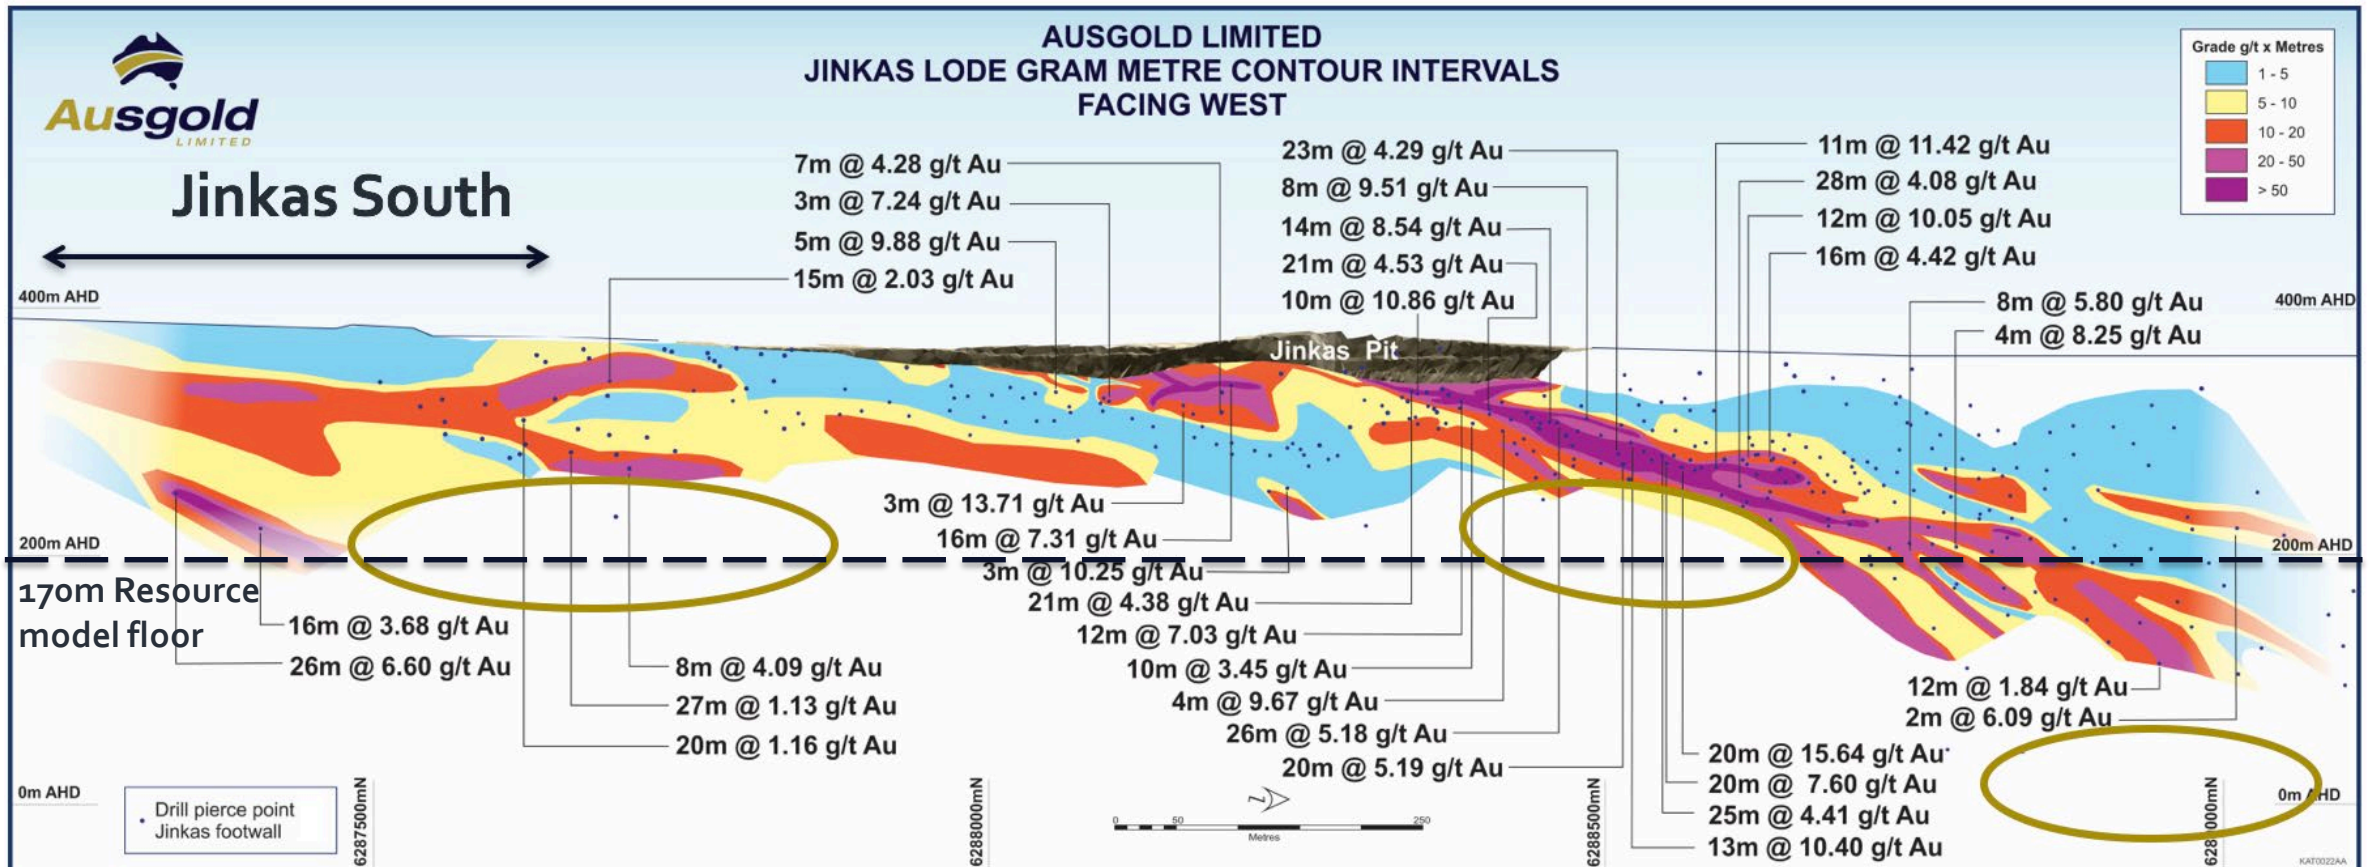 AUSGOLD LIMITED
JINKAS LODE GRAM METRE CONTOUR INTERVALS
FACING WEST
Ausgold
LIMITED
Jinkas South
Grade g/t x Metres
1 - 5
5 - 10
10 - 20
20 - 50
> 50
7m @ 4.28 g/t Au
3m @ 7.24 g/t Au
5m @ 9.88 g/t Au
15m @ 2.03 g/t Au
23m @ 4.29 g/t Au
8m @ 9.51 g/t Au
14m @ 8.54 g/t Au
21m @ 4.53 g/t Au
10m @ 10.86 g/t Au
11m @ 11.42 g/t Au
28m @ 4.08 g/t Au
12m @ 10.05 g/t Au
16m @ 4.42 g/t Au
8m @ 5.80 g/t Au
4m @ 8.25 g/t Au
400m AHD
400m AHD
Jinkas Pit
200m AHD
200m AHD
170m Resource
model floor
16m @ 3.68 g/t Au
26m @ 6.60 g/t Au
8m @ 4.09 g/t Au
27m @ 1.13 g/t Au
20m @ 1.16 g/t Au
3m @ 13.71 g/t Au
16m @ 7.31 g/t Au
3m @ 10.25 g/t Au
21m @ 4.38 g/t Au
12m @ 7.03 g/t Au
10m @ 3.45 g/t Au
4m @ 9.67 g/t Au
26m @ 5.18 g/t Au
20m @ 5.19 g/t Au
12m @ 1.84 g/t Au
2m @ 6.09 g/t Au
20m @ 15.64 g/t Au
20m @ 7.60 g/t Au
25m @ 4.41 g/t Au
13m @ 10.40 g/t Au
0m AHD
0m AHD
Drill pierce point
Jinkas footwall
6287500mN
6288000mN
6288500mN
Z
0 50 250
Metres
KAT0022AA